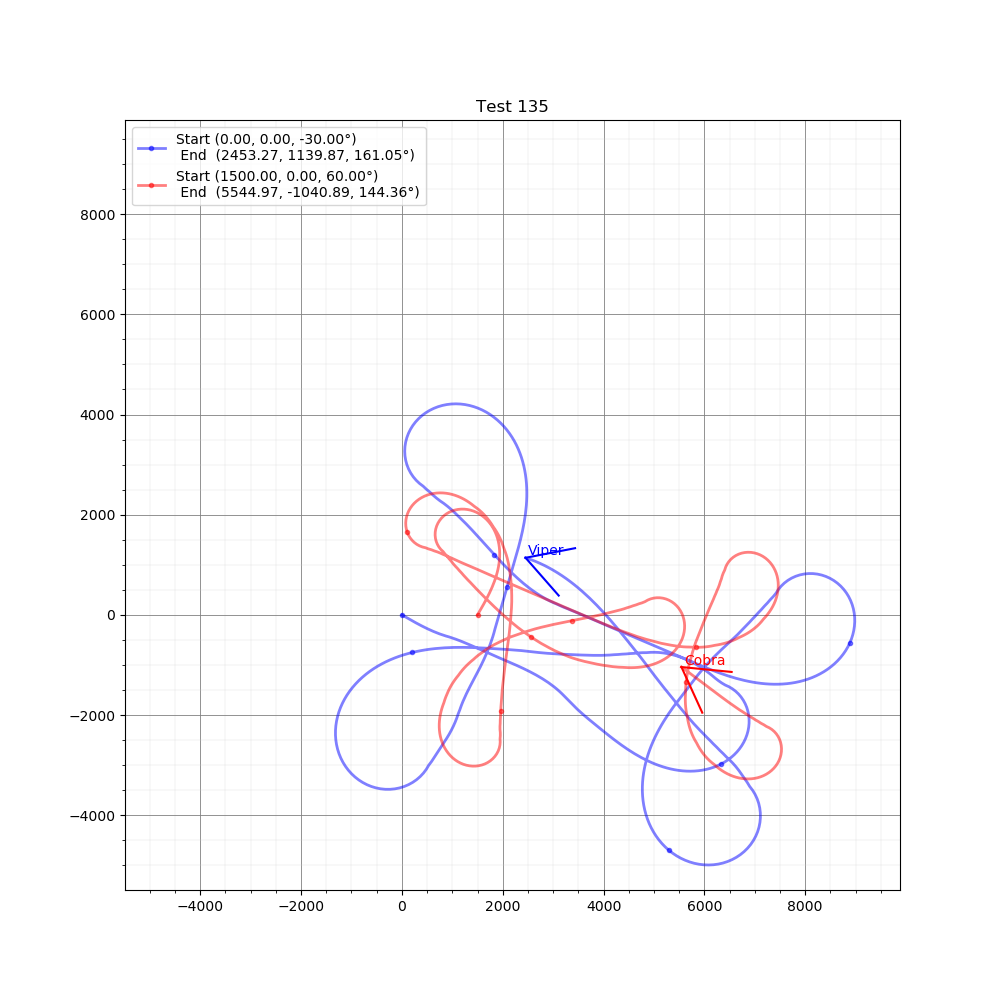 Test 135
Start (0.00, 0.00, -30.00°)
End  (2453.27, 1139.87, 161.05°)
Start (1500.00, 0.00, 60.00°)
End  (5544.97, -1040.89, 144.36°)
8000
6000
4000
2000
0
−2000
−4000
Viper
Cobra
−4000 −2000 0 2000 4000 6000 8000